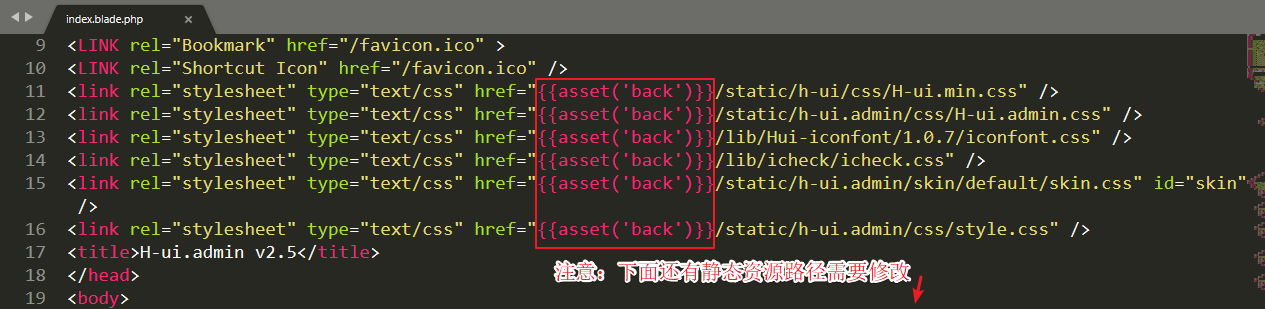 index.blade.php ×
9 <LINK rel="Bookmark" href="/favicon.ico" >
10 <LINK rel="Shortcut Icon" href="/favicon.ico" />
11 <link rel="stylesheet" type="text/css" href="{{asset('back')}}/static/h-ui/css/H-ui.min.css" />
12 <link rel="stylesheet" type="text/css" href="{{asset('back')}}/static/h-ui.admin/css/H-ui.admin.css" />
13 <link rel="stylesheet" type="text/css" href="{{asset('back')}}/lib/Hui-iconfont/1.0.7/iconfont.css" />
14 <link rel="stylesheet" type="text/css" href="{{asset('back')}}/lib/icheck/icheck.css" />
15 <link rel="stylesheet" type="text/css" href="{{asset('back')}}/static/h-ui.admin/skin/default/skin.css" id="skin"
/>
16 <link rel="stylesheet" type="text/css" href="{{asset('back')}}/static/h-ui.admin/css/style.css" />
17 <title>H-ui.admin v2.5</title>
18 </head>
注意：下面还有静态资源路径需要修改
19 <body>